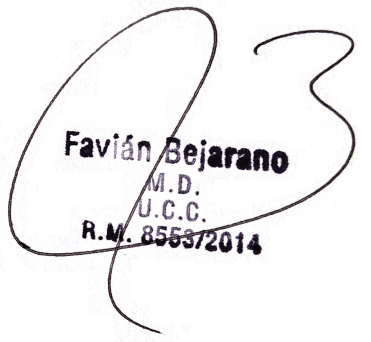 Favián Bejarano
M.D.
U.C.C.
R.M. 8553/2014